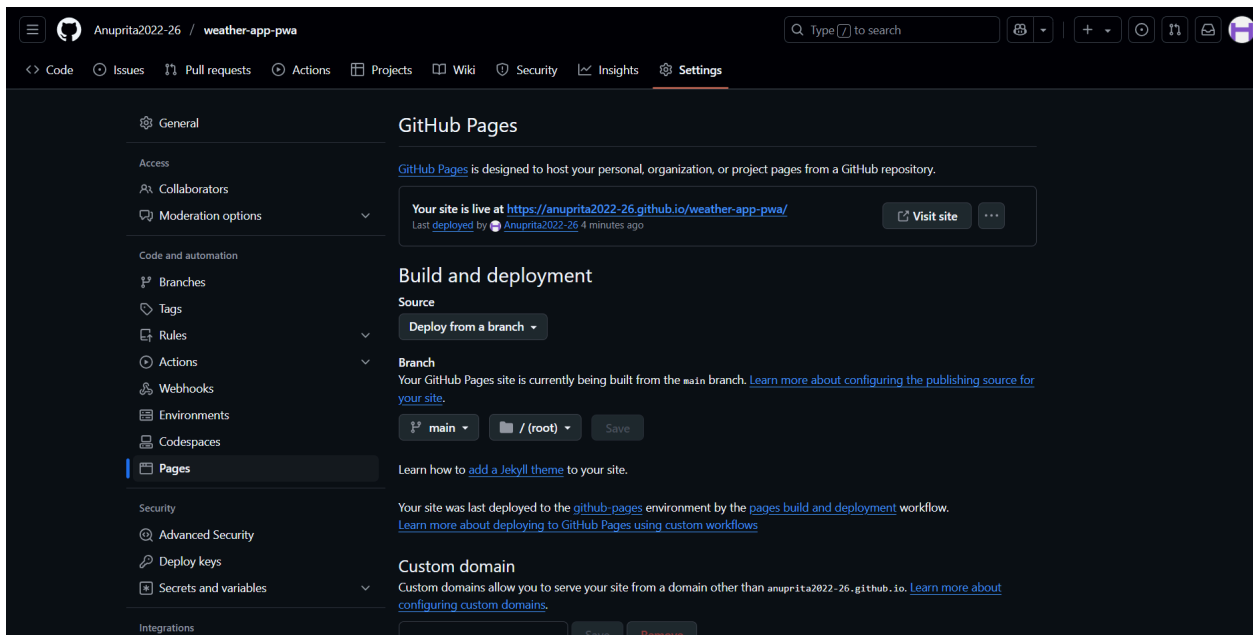 Anuprita2022-26 / weather-app-pwa
Type / to search
Code Issues Pull requests Actions Projects Wiki Security Insights Settings
General
Access
Collaborators
Moderation options
Code and automation
Branches
Tags
Rules
Actions
Webhooks
Environments
Codespaces
Pages
Security
Advanced Security
Deploy keys
Secrets and variables
Integrations
GitHub Pages
GitHub Pages is designed to host your personal, organization, or project pages from a GitHub repository.
Your site is live at https://anuprita2022-26.github.io/weather-app-pwa/
Last deployed by Anuprita2022-26 4 minutes ago
Visit site
Build and deployment
Source
Deploy from a branch
Branch
Your GitHub Pages site is currently being built from the main branch. Learn more about configuring the publishing source for
your site.
main / (root) Save
Learn how to add a Jekyll theme to your site.
Your site was last deployed to the github-pages environment by the pages build and deployment workflow.
Learn more about deploying to GitHub Pages using custom workflows
Custom domain
Custom domains allow you to serve your site from a domain other than anuprita2022-26.github.io. Learn more about
configuring custom domains.
Save Remove